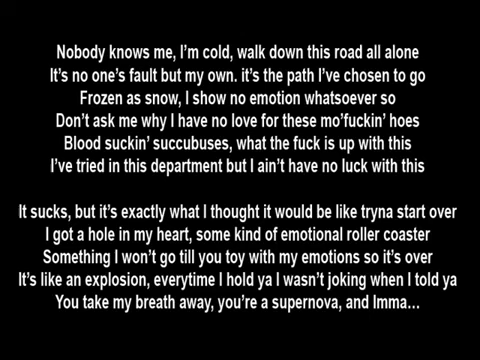 Nobody knows me, I'm cold, walk down this road all alone
It's no one's fault but my own. it's the path I've chosen to go
Frozen as snow, I show no emotion whatsoever so
Don't ask me why I have no love for these mo'fuckin' hoes
Blood suckin' succubuses, what the fuck is up with this
I've tried in this department but I ain't have no luck with this
It sucks, but it's exactly what I thought it would be like tryna start over
I got a hole in my heart, some kind of emotional roller coaster
Something I won't go till you toy with my emotions so it's over
It's like an explosion, everytime I hold ya I wasn't joking when I told ya
You take my breath away, you're a supernova, and Imma...